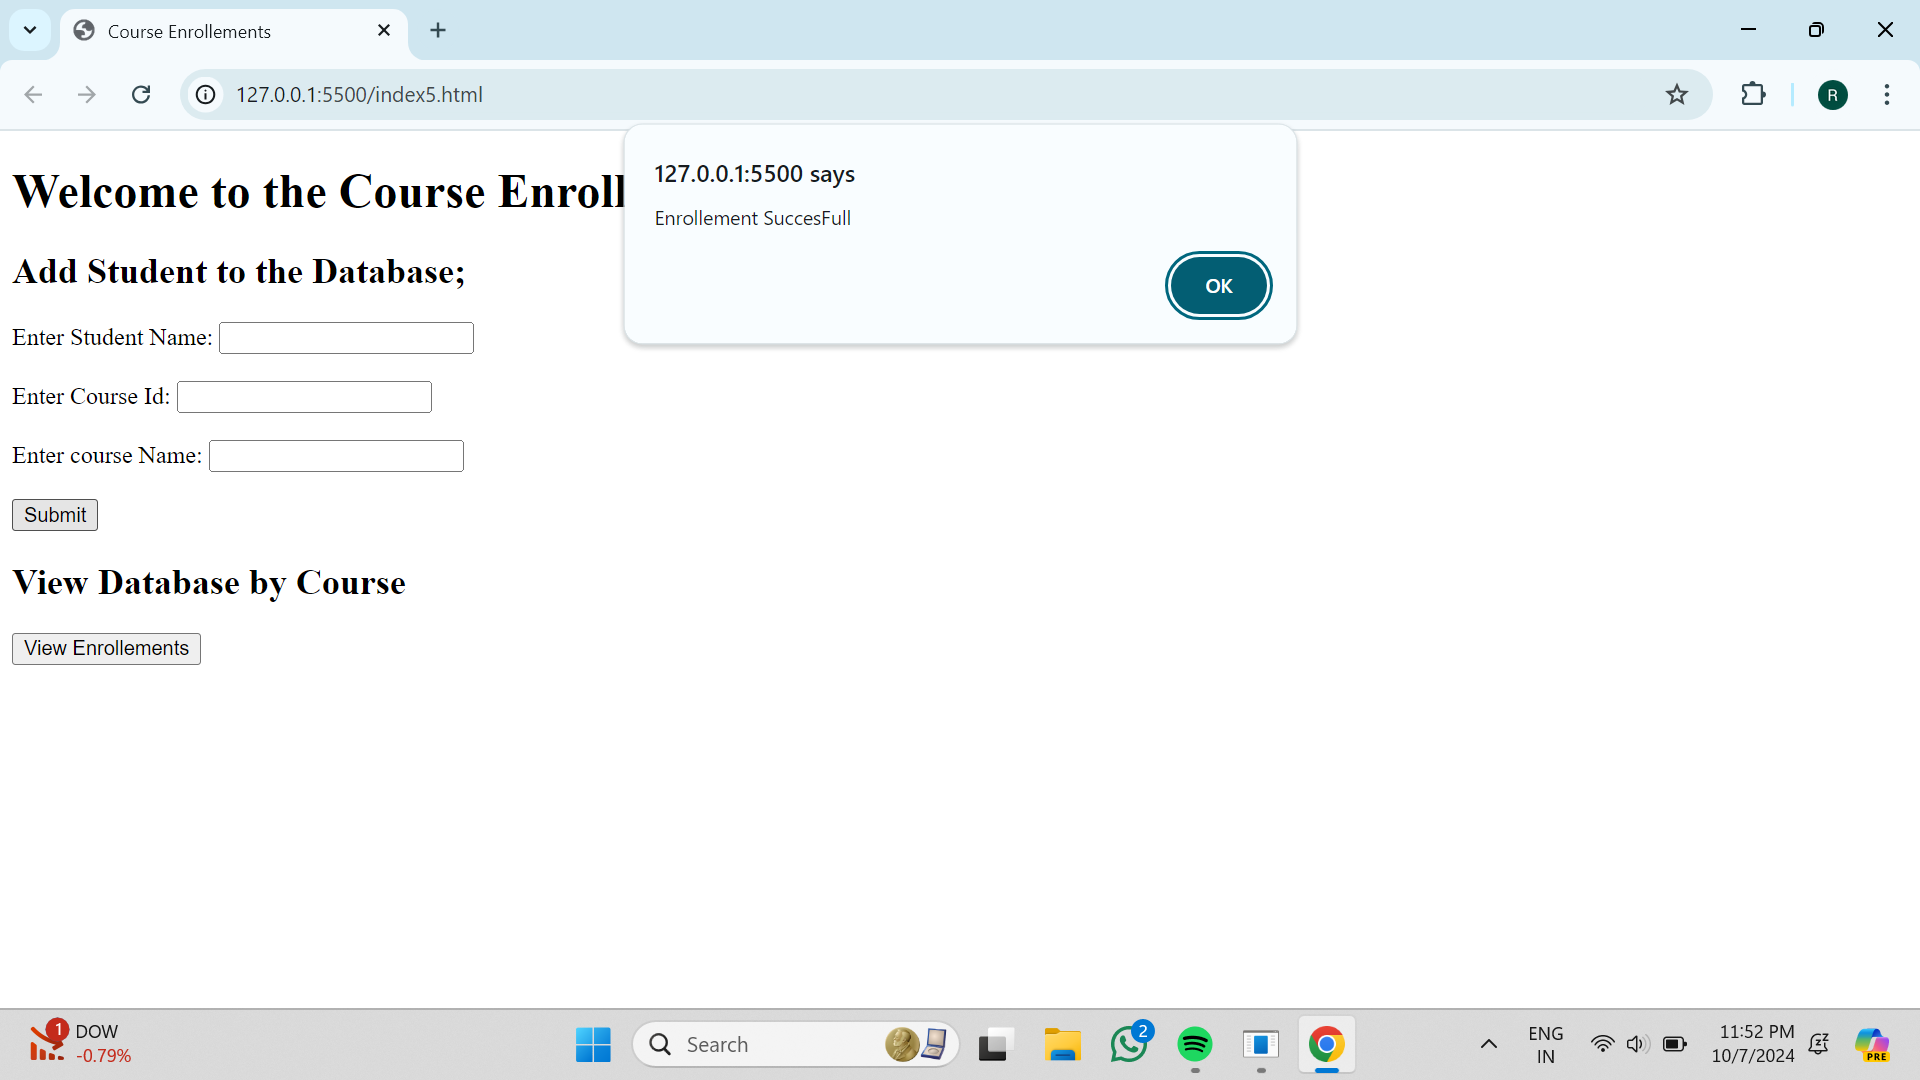 Course Enrollements
127.0.0.1:5500/index5.html
R
127.0.0.1:5500 says
Enrollement SuccesFull
OK
Welcome to the Course Enroll
Add Student to the Database;
Enter Student Name:
Enter Course Id:
Enter course Name:
Submit
View Database by Course
View Enrollements
1
DOW
-0.79%
Search
2
ENG
IN
11:52 PM
10/7/2024
PRE